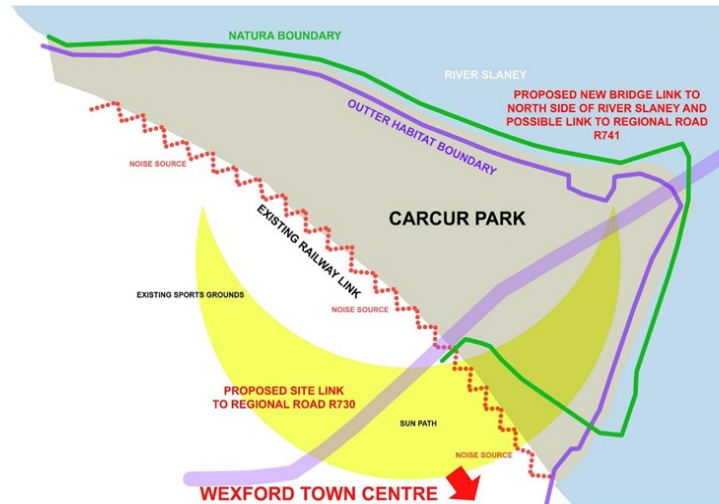 NATURA BOUNDARY
RIVER SLANEY
PROPOSED NEW BRIDGE LINK TO
NORTH SIDE OF RIVER SLANEY AND
POSSIBLE LINK TO REGIONAL ROAD
R741
OUTTER HABITAT BOUNDARY
NOISE SOURCE
CARCUR PARK
EXISTING RAILWAY LINK
EXISTING SPORTS GROUNDS
NOISE SOURCE
PROPOSED SITE LINK
TO REGIONAL ROAD R730
SUN PATH
NOISE SOURCE
WEXFORD TOWN CENTRE